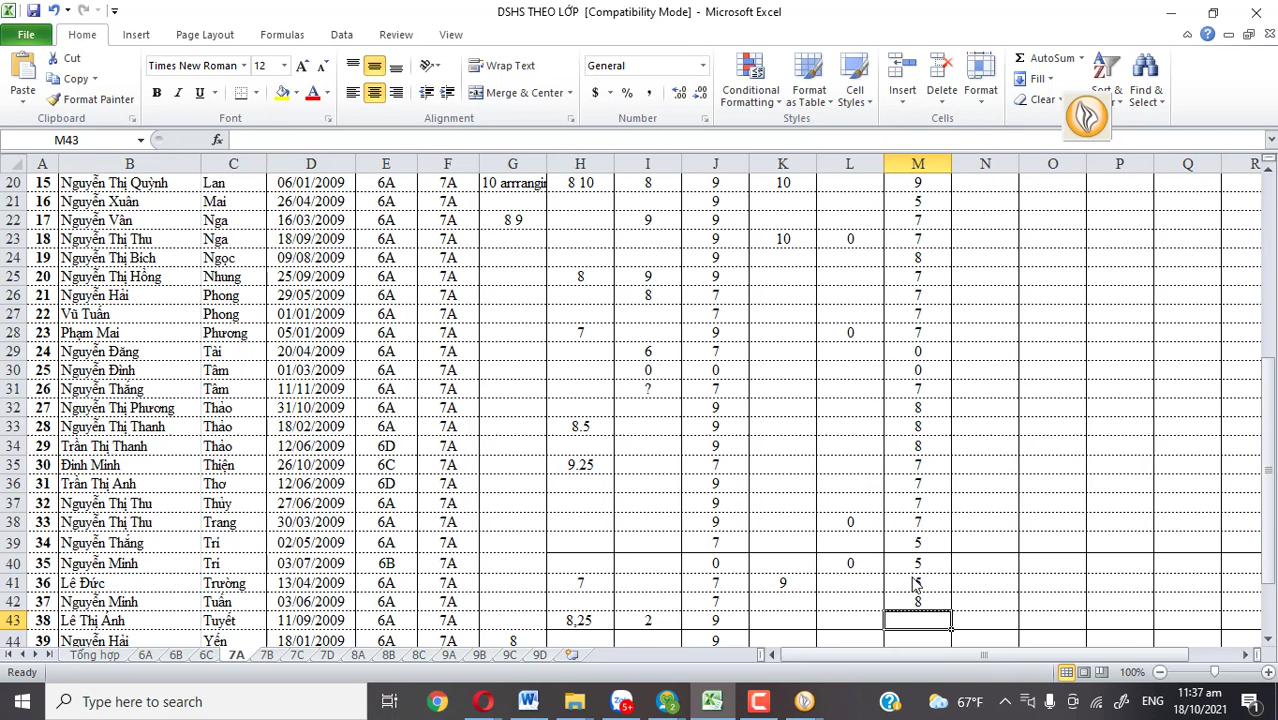 DSHS THEO LỚP [Compatibility Mode] - Microsoft Excel
File Home Insert Page Layout Formulas Data Review View
Paste Cut Copy Format Painter Clipboard
Times New Roman 12 B I U A Font
Wrap Text Merge & Center Alignment
General $ % , Number
Conditional Formatting Format as Table Cell Styles Styles
Insert Delete Format Cells
AutoSum Fill Clear Sort & Find & Select
M43 fx
A B C D E F G H I J K L M N O P Q R
20 15 Nguyễn Thị Quỳnh Lan 06/01/2009 6A 7A 10 arrrangin 8 10 8 9 10 9
21 16 Nguyễn Xuân Mai 26/04/2009 6A 7A 9 5
22 17 Nguyễn Vân Nga 16/03/2009 6A 7A 8 9 9 9 7
23 18 Nguyễn Thị Thu Nga 18/09/2009 6A 7A 9 10 0 7
24 19 Nguyễn Thị Bích Ngọc 09/08/2009 6A 7A 9 8
25 20 Nguyễn Thị Hồng Nhung 25/09/2009 6A 7A 8 9 9 7
26 21 Nguyễn Hải Phong 29/05/2009 6A 7A 8 7 7
27 22 Vũ Tuấn Phong 01/01/2009 6A 7A 7 7
28 23 Phạm Mai Phương 05/01/2009 6A 7A 7 9 0 7
29 24 Nguyễn Đăng Tài 20/04/2009 6A 7A 6 7 0
30 25 Nguyễn Đình Tâm 01/03/2009 6A 7A 0 0 0
31 26 Nguyễn Thắng Tâm 11/11/2009 6A 7A ? 7 7
32 27 Nguyễn Thị Phương Thảo 31/10/2009 6A 7A 9 8
33 28 Nguyễn Thị Thanh Thảo 18/02/2009 6A 7A 8.5 9 8
34 29 Trần Thị Thanh Thảo 12/06/2009 6D 7A 9 8
35 30 Đinh Minh Thiện 26/10/2009 6C 7A 9.25 7 7
36 31 Trần Thị Anh Thơ 12/06/2009 6D 7A 9 7
37 32 Nguyễn Thị Thu Thủy 27/06/2009 6A 7A 9 7
38 33 Nguyễn Thị Thu Trang 30/03/2009 6A 7A 9 0 7
39 34 Nguyễn Thắng Trí 02/05/2009 6A 7A 7 5
40 35 Nguyễn Minh Trí 03/07/2009 6B 7A 0 0 5
41 36 Lê Đức Trường 13/04/2009 6A 7A 7 7 9 5
42 37 Nguyễn Minh Tuấn 03/06/2009 6A 7A 7 8
43 38 Lê Thị Ánh Tuyết 11/09/2009 6A 7A 8,25 2 9
44 39 Nguyễn Hải Yến 18/01/2009 6A 7A 8 9
Tổng hợp 6A 6B 6C 7A 7B 7C 7D 8A 8B 8C 9A 9B 9C 9D
Ready 100%
Type here to search 5+ 2 67°F ENG 11:37 am
18/10/2021 1